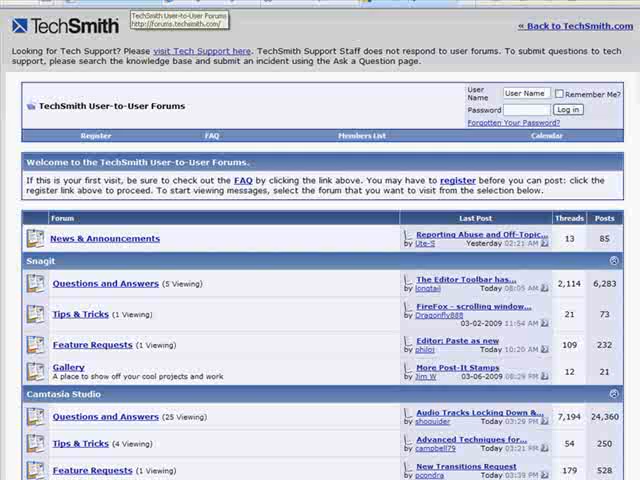 TechSmith
TechSmith User-to-User Forums
http://forums.techsmith.com/
« Back to TechSmith.com
Looking for Tech Support? Please visit Tech Support here. TechSmith Support Staff does not respond to user forums. To submit questions to tech
support, please search the knowledge base and submit an incident using the Ask a Question page.
TechSmith User-to-User Forums
User Name User Name Remember Me?
Password Log in
Forgotten Your Password?
Register FAQ Members List Calendar
Welcome to the TechSmith User-to-User Forums.
If this is your first visit, be sure to check out the FAQ by clicking the link above. You may have to register before you can post: click the
register link above to proceed. To start viewing messages, select the forum that you want to visit from the selection below.
Forum Last Post Threads Posts
News & Announcements Reporting Abuse and Off-Topic... 13 85
by Ute-S Yesterday 02:21 AM
Snagit
Questions and Answers (5 Viewing) The Editor Toolbar has... 2,114 6,283
by longtail Today 08:05 AM
Tips & Tricks (1 Viewing) FireFox - scrolling window... 21 73
by Dragonfly888
03-02-2009 11:54 AM
Feature Requests (1 Viewing) Editor: Paste as new 109 232
by philoj Today 10:20 AM
Gallery More Post-It Stamps 12 21
A place to show off your cool projects and work by Jim W 03-06-2009 08:29 PM
Camtasia Studio
Questions and Answers (25 Viewing) Audio Tracks Locking Down &... 7,194 24,360
by shoguider Today 03:29 PM
Tips & Tricks (4 Viewing) Advanced Techniques for... 54 250
by campbell79 Today 03:21 PM
Feature Requests (1 Viewing) New Transitions Request 179 528
by pcondra Today 03:36 PM